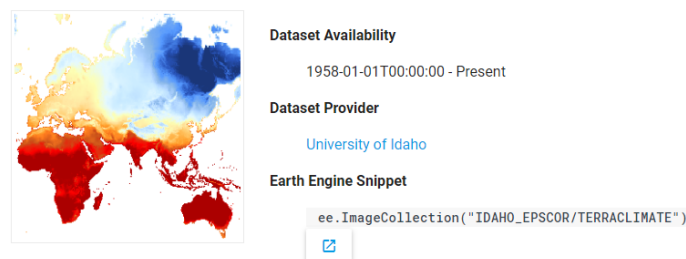 Dataset Availability
1958-01-01T00:00:00 - Present
Dataset Provider
University of Idaho
Earth Engine Snippet
ee.ImageCollection("IDAHO_EPSCOR/TERRACLIMATE")